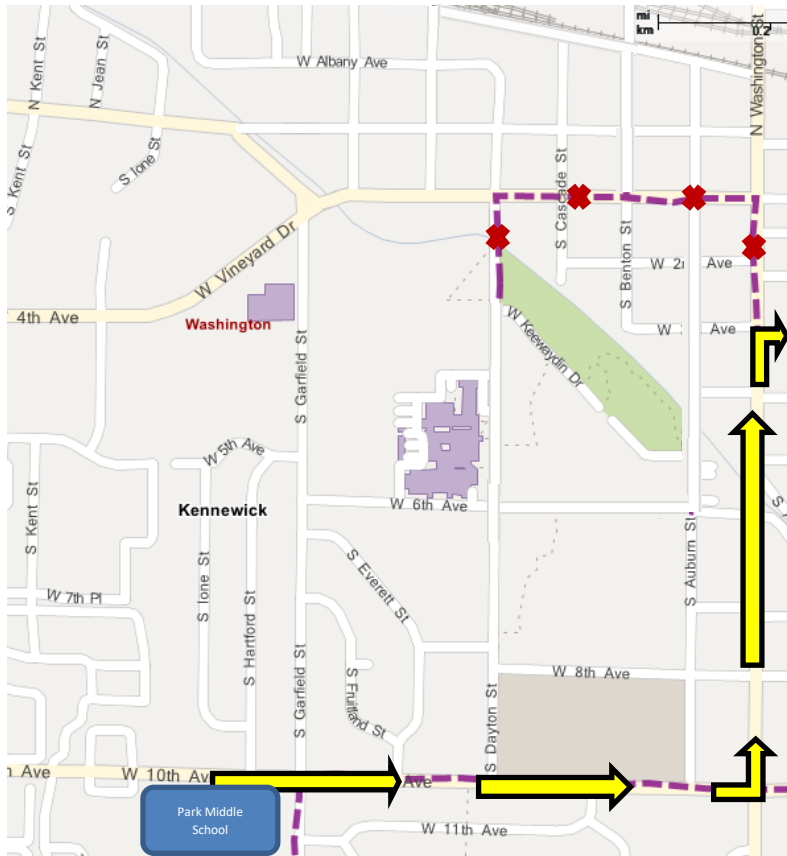 mi
km
0.2
N Washington St
W Albany Ave
N Kent St
N Jean St
S Kent St
S Ione St
S Cascade St
W Vineyard Dr
S Benton St
W 2 Ave
4th Ave
Washington
W Ave
W Keewaydin Dr
S Garfield St
W 5th Ave
W 6th Ave
S Kent St
Kennewick
S Ione St
S Hartford St
S Everett St
S Auburn St
W 7th Pl
S Garfield St
S Fruitland St
S Dayton St
W 8th Ave
Ave
W 10th Av
Ave
Park Middle
School
W 11th Ave